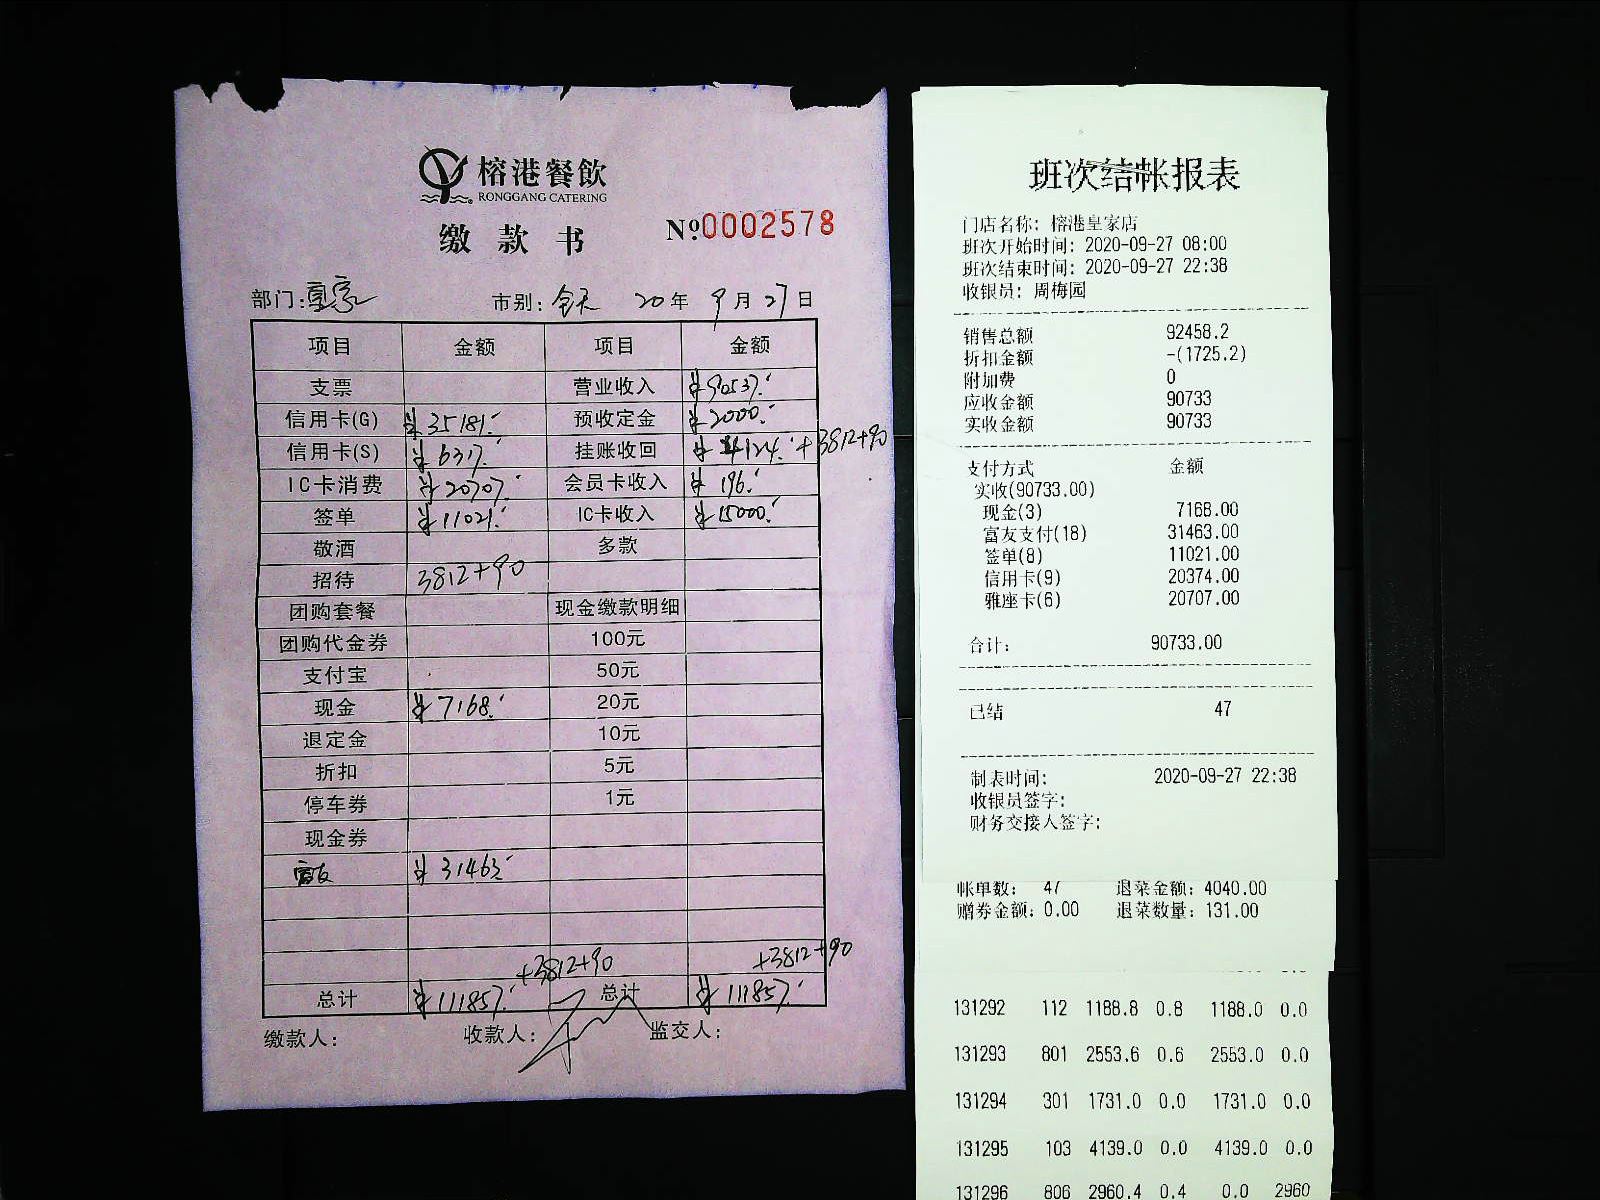 榕港餐飲
RONGGANG CATERING
缴款书 №0002578
部门:皇家 市别:全天 20年 9月 27日
项目 金额 项目 金额
支票 营业收入 ¥90537.
信用卡(G) ¥35181. 预收定金 ¥2000.
信用卡(S) ¥6317. 挂账收回 ¥4124. +3812+90
IC卡消费 ¥20707. 会员卡收入 ¥196.
签单 ¥11021. IC卡收入 ¥15000.
敬酒 多款
招待 3812+90
团购套餐 现金缴款明细
团购代金券 100元
支付宝 50元
现金 ¥7168. 20元
退定金 10元
折扣 5元
停车券 1元
现金券
富友 ¥31463.
+3812+90 +3812+90
总计 ¥111857. 总计 ¥111857.
缴款人: 收款人: 监交人:
班次结帐报表
门店名称: 榕港皇家店
班次开始时间: 2020-09-27 08:00
班次结束时间: 2020-09-27 22:38
收银员: 周梅园
销售总额 92458.2
折扣金额 -(1725.2)
附加费 0
应收金额 90733
实收金额 90733
支付方式 金额
实收(90733.00)
现金(3) 7168.00
富友支付(18) 31463.00
签单(8) 11021.00
信用卡(9) 20374.00
雅座卡(6) 20707.00
合计: 90733.00
已结 47
制表时间: 2020-09-27 22:38
收银员签字:
财务交接人签字:
帐单数: 47 退菜金额: 4040.00
赠券金额: 0.00 退菜数量: 131.00
131292 112 1188.8 0.8 1188.0 0.0
131293 801 2553.6 0.6 2553.0 0.0
131294 301 1731.0 0.0 1731.0 0.0
131295 103 4139.0 0.0 4139.0 0.0
131296 806 2960.4 0.4 0.0 2960